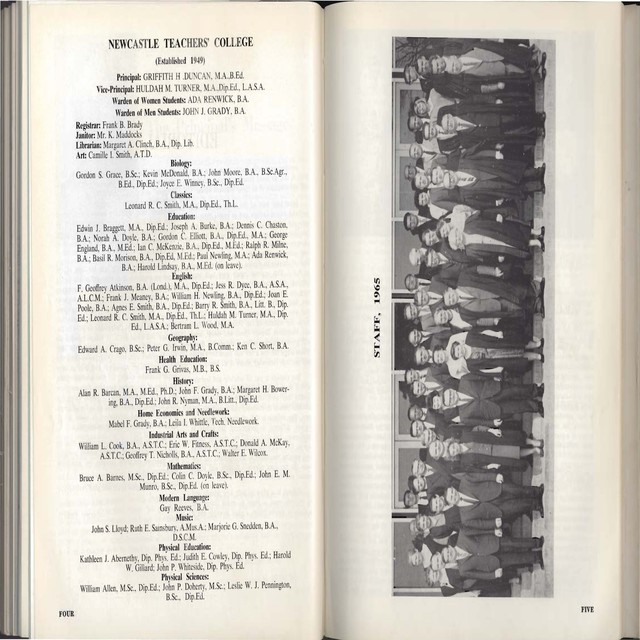 NEWCASTLE TEACHERS' COLLEGE
(Established 1949)
Principal: GRIFFITH H .DUNCAN, M.A.,B.Ed.
Vice-Principal: HULDAH M. TURNER, M.A.,Dip.Ed., L.A.S.A.
Warden of Women Students: ADA RENWICK, B.A.
Warden of Men Students: JOHN J. GRADY, B.A.
Registrar: Frank B. Brady
Janitor: Mr. K. Maddocks
Librarian: Margaret A. Clinch, B.A., Dip. Lib.
Art: Camille I. Smith, A.T.D.
Biology:
Gordon S. Grace, B.Sc.; Kevin McDonald, B.A.; John Moore, B.A., B.Sc.Agr.,
B.Ed., Dip.Ed.; Joyce E. Winney, B.Sc., Dip.Ed.
Classics:
Leonard R. C. Smith, M.A., Dip.Ed., Th.L.
Education:
Edwin J. Braggett, M.A., Dip.Ed.; Joseph A. Burke, B.A.; Dennis C. Chaston,
B.A.; Norah A. Doyle, B.A.; Gordon C. Elliott, B.A., Dip.Ed., M.A.; George
England, B.A., M.Ed.; Ian C. McKenzie, B.A., Dip.Ed., M.Ed.; Ralph R. Milne,
B.A.; Basil R. Morison, B.A., Dip.Ed., M.Ed.; Paul Newling, M.A.; Ada Renwick,
B.A.; Harold Lindsay, B.A., M.Ed. (on leave).
English:
F. Geoffrey Atkinson, B.A. (Lond.), M.A., Dip.Ed.; Jess R. Dyce, B.A., A.S.A.,
A.L.C.M.; Frank J. Meaney, B.A.; William H. Newling, B.A., Dip.Ed.; Joan E.
Poole, B.A.; Agnes E. Smith, B.A., Dip.Ed.; Barry R. Smith, B.A., Litt. B., Dip.
Ed.; Leonard R. C. Smith, M.A., Dip.Ed., Th.L.; Huldah M. Turner, M.A., Dip.
Ed., L.A.S.A.; Bertram L. Wood, M.A.
Geography:
Edward A. Crago, B.Sc.; Peter G. Irwin, M.A., B.Comm.; Ken C. Short, B.A.
Health Education:
Frank G. Grivas, M.B., B.S.
History:
Alan R. Barcan, M.A., M.Ed., Ph.D.; John F. Grady, B.A.; Margaret H. Bower-
ing, B.A., Dip.Ed.; John R. Nyman, M.A., B.Litt., Dip.Ed.
Home Economics and Needlework:
Mabel F. Grady, B.A.; Leila I. Whittle, Tech. Needlework.
Industrial Arts and Crafts:
William L. Cook, B.A., A.S.T.C.; Eric W. Fitness, A.S.T.C.; Donald A. McKay,
A.S.T.C.; Geoffrey T. Nicholls, B.A., A.S.T.C.; Walter E. Wilcox.
Mathematics:
Bruce A. Barnes, M.Sc., Dip.Ed.; Colin C. Doyle, B.Sc., Dip.Ed.; John E. M.
Munro, B.Sc., Dip.Ed. (on leave).
Modern Language:
Gay Reeves, B.A.
Music:
John S. Lloyd; Ruth E. Sainsbury, A.Mus.A.; Marjorie G. Snedden, B.A.,
D.S.C.M.
Physical Education:
Kathleen J. Abernethy, Dip. Phys. Ed.; Judith E. Cowley, Dip. Phys. Ed.; Harold
W. Gillard; John P. Whiteside, Dip. Phys. Ed.
Physical Sciences:
William Allen, M.Sc., Dip.Ed.; John P. Doherty, M.Sc.; Leslie W. J. Pennington,
B.Sc., Dip.Ed.
FOUR
STAFF, 1965
FIVE